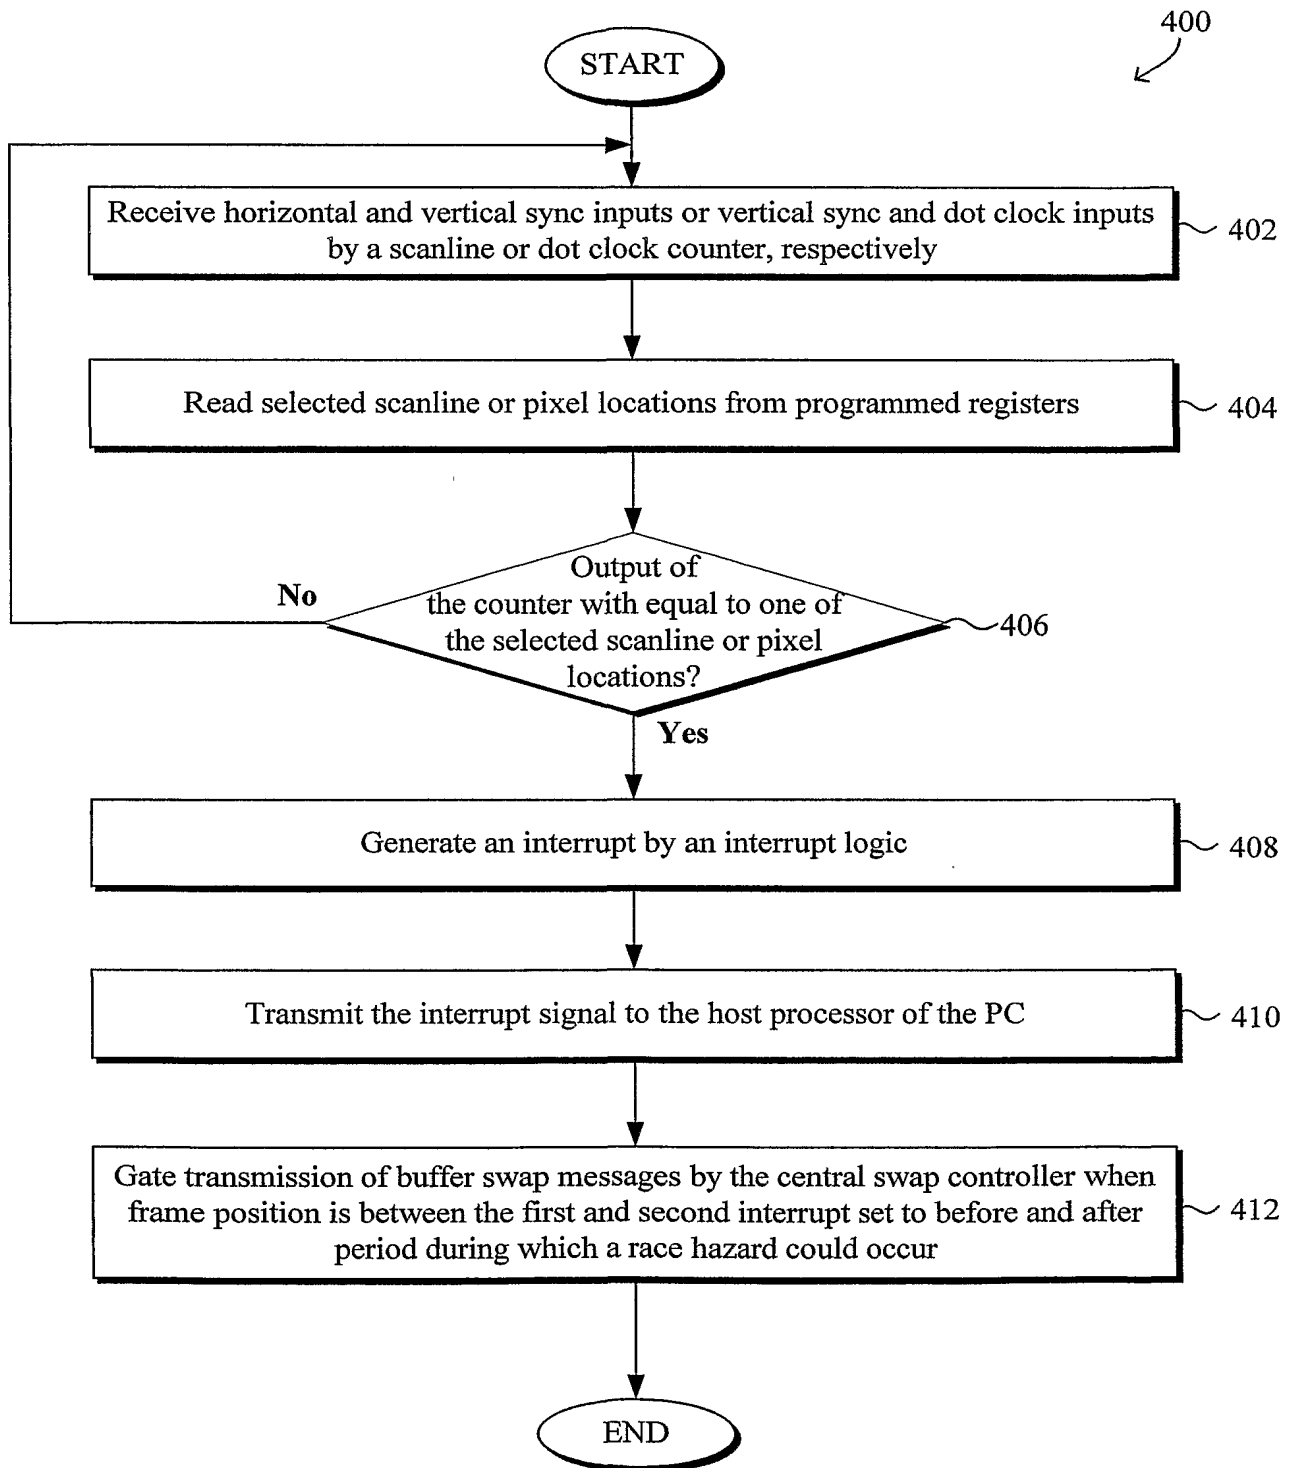 400
START
Receive horizontal and vertical sync inputs or vertical sync and dot clock inputs
by a scanline or dot clock counter, respectively
402
Read selected scanline or pixel locations from programmed registers
404
Output of
the counter with equal to one of
the selected scanline or pixel
locations?
No
406
Yes
Generate an interrupt by an interrupt logic
408
Transmit the interrupt signal to the host processor of the PC
410
Gate transmission of buffer swap messages by the central swap controller when
frame position is between the first and second interrupt set to before and after
period during which a race hazard could occur
412
END